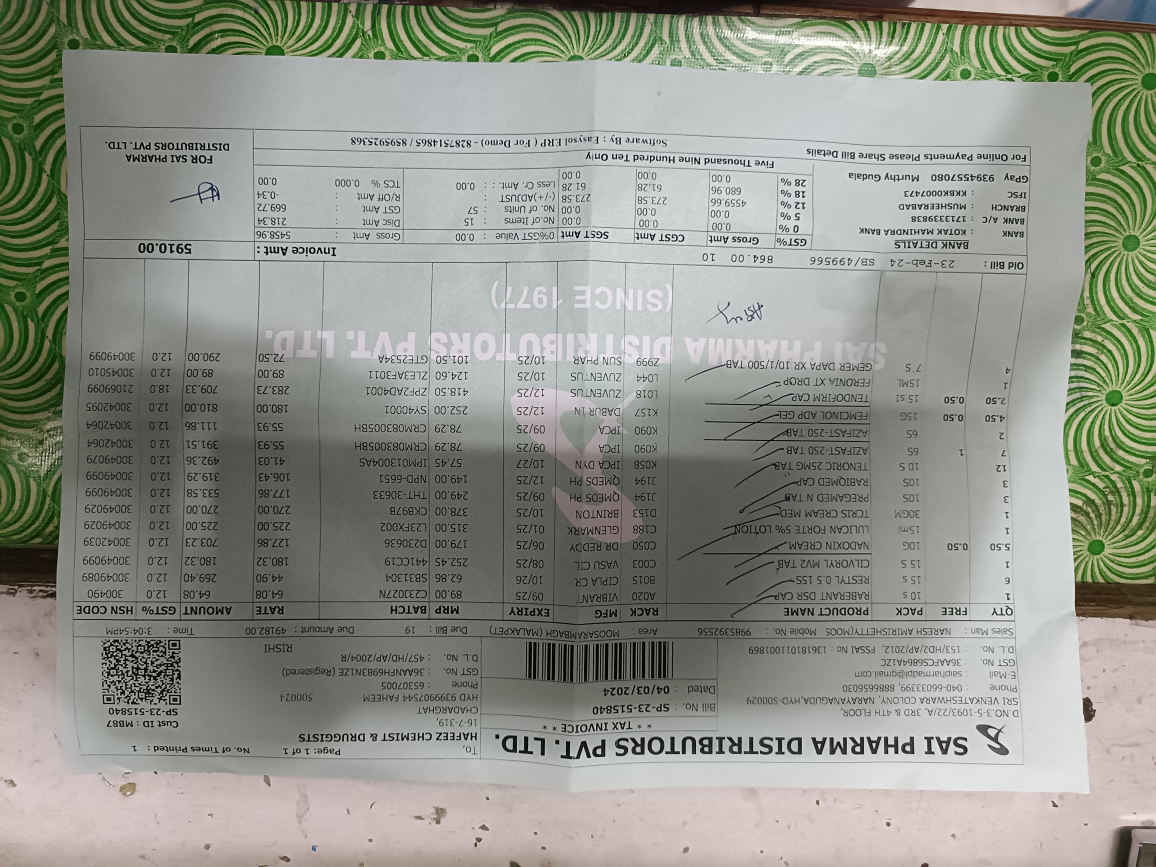 SAI PHARMA DISTRIBUTORS PVT. LTD.
D.NO.3-5-1093/22/A, 3RD & 4TH FLOOR,
SRI VENKATESHWARA COLONY, NARAYANAGUDA,HYD-500029
Phone : 040-66033399, 8886656030
E-Mail : saipharmadpl@gmail.com
GST No. : 36AAFCS8256F1ZC
D.L. No. : 153/HD2/AP/2012, FSSAI No : 13618011001869
* * TAX INVOICE * *
Bill No. : SP-23-515840
Dated : 04/03/2024
To,
Page: 1 of 1
No. of Times Printed : 1
HAFEEZ CHEMIST & DRUGGISTS
16-7-319,
CHADARGHAT
HYD 9399907544 FAHEEM 500024
Phone : 65307005
GST No. : 36AANFH6983N1ZE (Registered)
D.L. No. : 457/HD/AP/2004/R
RISHI
Cust ID : MB87
SP-23-515840
Sales Man : NARESH AMIRISHETTY(MOOS Mobile No. : 9985392556 Area : MOOSARAMBAGH (MALAKPET) Due Bill : 19 Due Amount : 49182.00 Time : 3:04:54PM
QTY FREE PACK PRODUCT NAME RACK MFG EXPIRY MRP BATCH RATE AMOUNT GST% HSN CODE
1 10 s RABERANT DSR CAP A020 VIBRANT 09/25 89.00 C223027N 64.08 64.08 12.0 300490
6 15 s RESTYL 0.5 15S B015 CIPLA CR 10/26 62.86 SB31304 44.90 269.40 12.0 30049089
1 15 S CILVORYL MVZ TAB C003 VASU CIL 08/25 252.45 441CC119 180.32 180.32 12.0 30049099
5.50 0.50 10G NADOXIN CREAM C050 DR REDDY 06/25 179.00 D230636 127.86 703.23 12.0 30042039
1 15ml LULICAN FORTE 5% LOTION C188 GLENMARK 01/25 315.00 L23FX002 225.00 225.00 12.0 30049029
1 30GM TCRIS CREAM MED D153 BRINTON 10/25 378.00 CKB97B 270.00 270.00 12.0 30049029
3 10S PREGAMED N TAB J194 QMEDS PH 09/25 249.00 THT-30633 177.86 533.58 12.0 30049099
3 10S RARIQMED CAP J194 QMEDS PH 12/25 149.00 NPD-6651 106.43 319.29 12.0 30049099
12 10 S TENORIC 25MG TAB K058 IPCA DYN 10/27 57.45 IPM013004AS 41.03 492.36 12.0 30049079
7 1 6S AZIFAST-250 TAB K090 IPCA 09/25 78.29 CRM083005BH 55.93 391.51 12.0 30042064
2 6S AZIFAST-250 TAB K090 IPCA 09/25 78.29 CRM083005BH 55.93 111.86 12.0 30042064
4.50 0.50 15G FEMCINOL ADP GEL K157 DABUR IN 12/25 252.00 SY4C001 180.00 810.00 12.0 30042095
2.50 0.50 15 s1 TENDOFIRM CAP L018 ZUVENTUS 12/25 418.50 ZPF2AD4001 283.73 709.33 18.0 21069099
1 15ML FERONIA XT DROP L044 ZUVENTUS 10/25 124.60 ZLE3AF3011 89.00 89.00 12.0 30045010
4 7'S GEMER DAPA XR 10/1/500 TAB Z999 SUN PHAR 10/25 101.50 GTE2534A 72.50 290.00 12.0 30049099
SAI PHARMA DISTRIBUTORS PVT. LTD.
(SINCE 1977)
Old Bill : 23-Feb-24 SB/499566 864.00 10
Invoice Amt : 5910.00
BANK DETAILS
BANK : KOTAK MAHINDRA BANK
BANK A/C : 1733339838
BRANCH : MUSHEERABAD
IFSC : KKBK0007473
GPay 9394557080 Murthy Gudala
For Online Payments Please Share Bill Details
GST% Gross Amt CGST Amt SGST Amt
0 % 0.00 0.00 0.00
5 % 0.00 0.00 0.00
12 % 4559.66 273.58 273.58
18 % 680.96 61.28 61.28
28 % 0.00 0.00 0.00
0%GST Value : 0.00
No.of Items : 15
No. of Units : 57
(-/+)ADJUST :
Less Cr. Amt. : : 0.00
Gross Amt : 5458.96
Disc Amt : 218.34
GST Amt : 669.72
R/Off Amt : -0.34
TCS % 0.000 0.00
Five Thousand Nine Hundred Ten Only
Software By : Easysol ERP ( For Demo) - 8287514865 / 8595925368
FOR SAI PHARMA
DISTRIBUTORS PVT. LTD.